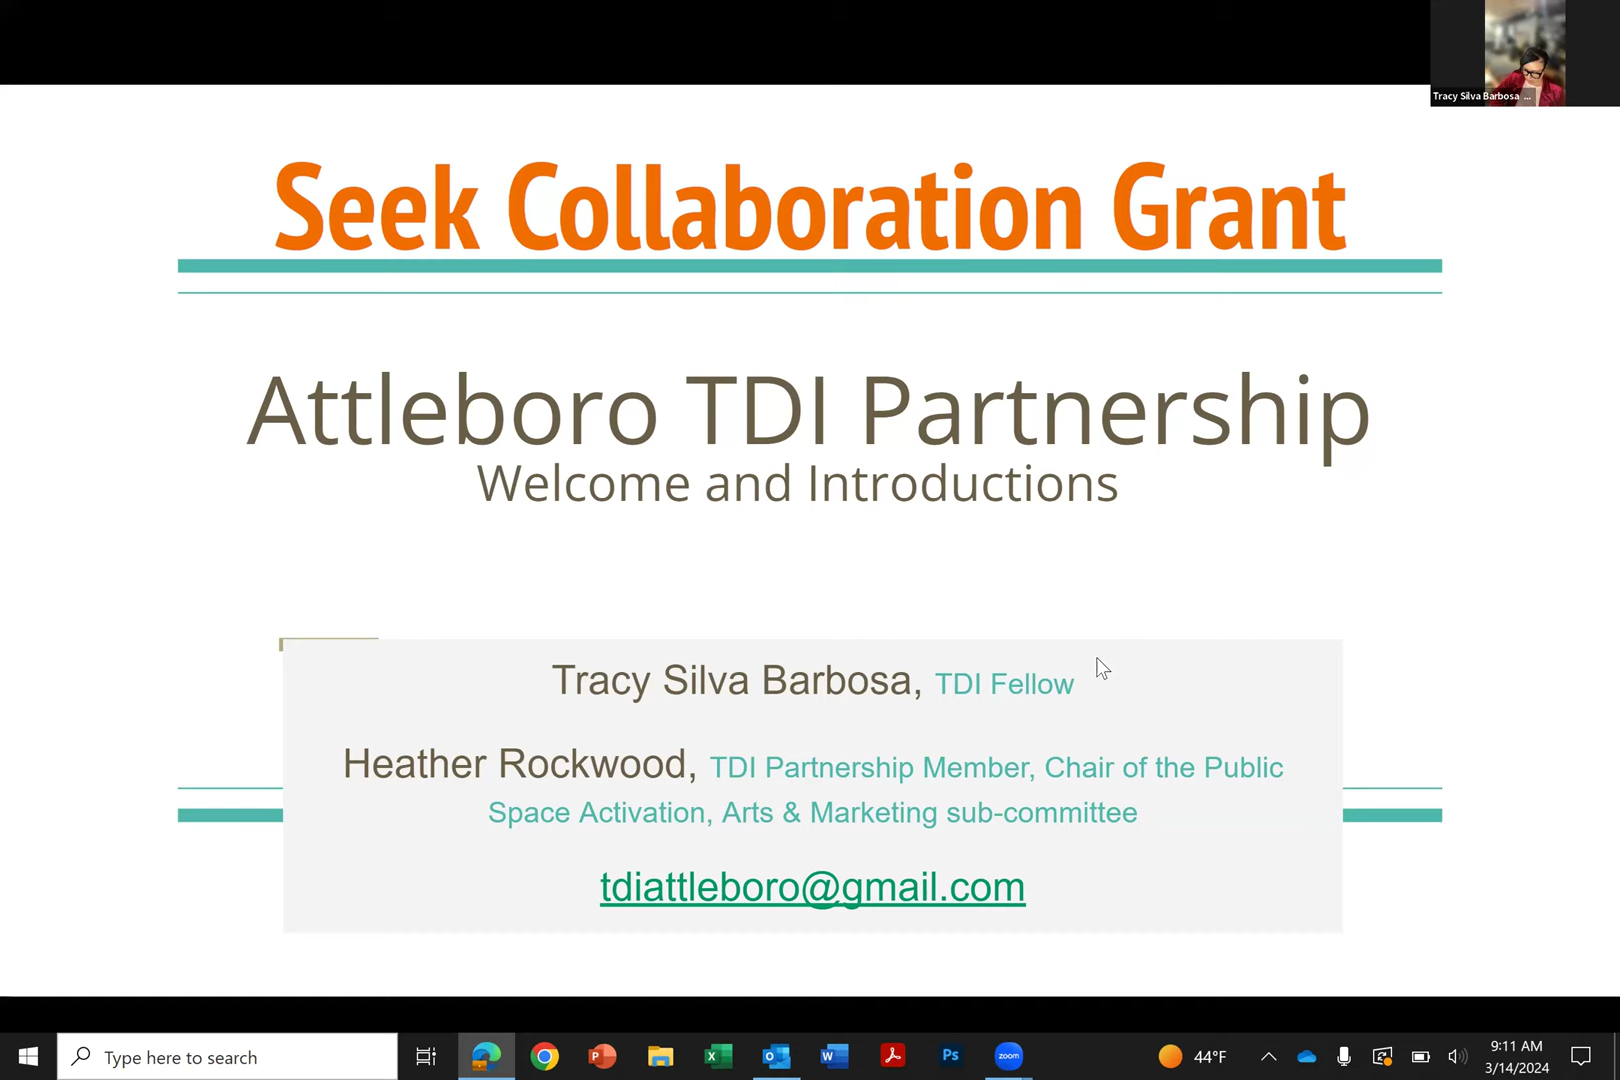 Tracy Silva Barbosa ...
Seek Collaboration Grant
Attleboro TDI Partnership
Welcome and Introductions
Tracy Silva Barbosa, TDI Fellow
Heather Rockwood, TDI Partnership Member, Chair of the Public
Space Activation, Arts & Marketing sub-committee
tdiattleboro@gmail.com
Type here to search
P
X
W
Ps
zoom
44°F
9:11 AM
3/14/2024